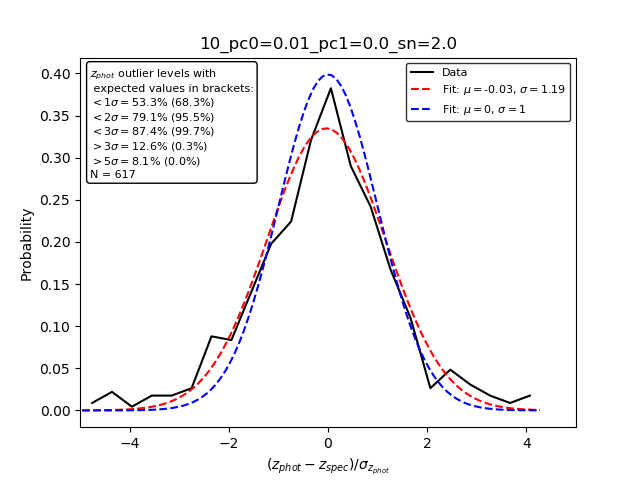 10_pc0=0.01_pc1=0.0_sn=2.0
z_phot outlier levels with
expected values in brackets:
< 1σ = 53.3% (68.3%)
< 2σ = 79.1% (95.5%)
< 3σ = 87.4% (99.7%)
> 3σ = 12.6% (0.3%)
> 5σ = 8.1% (0.0%)
N = 617
Data
Fit: μ = -0.03, σ = 1.19
Fit: μ = 0, σ = 1
Probability
0.40
0.35
0.30
0.25
0.20
0.15
0.10
0.05
0.00
−4 −2 0 2 4
(z_phot − z_spec)/σ_z_phot